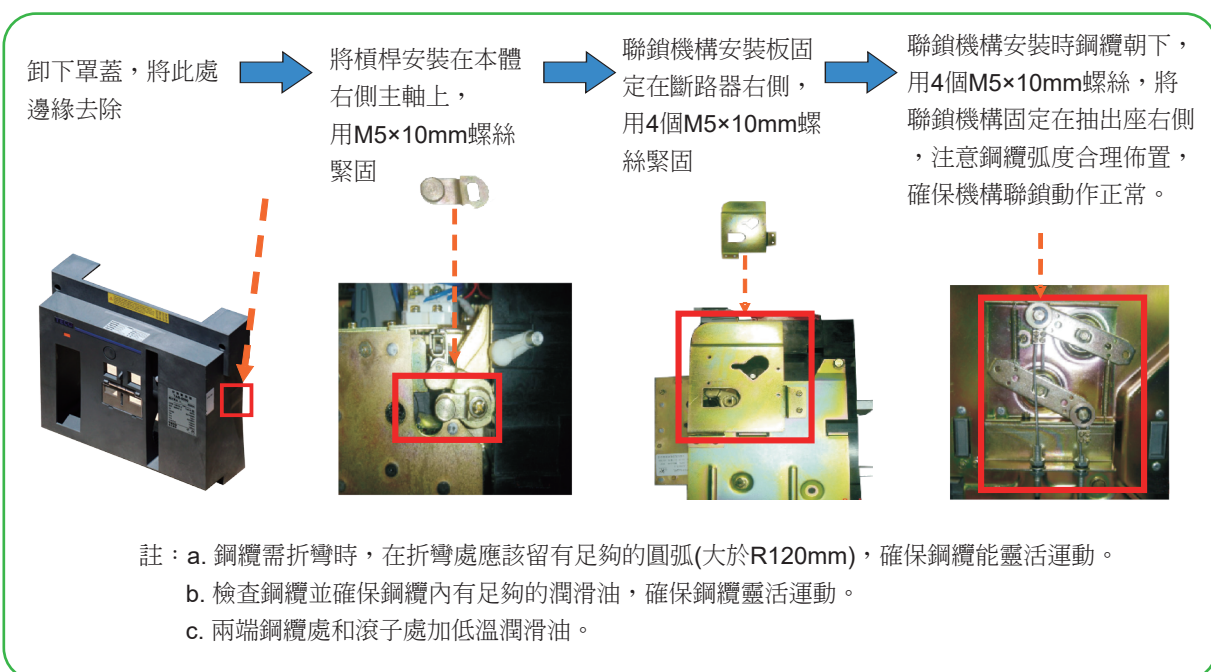 卸下罩蓋，將此處
邊緣去除
將槓桿安裝在本體
右側主軸上，
用M5×10mm螺絲
緊固
聯鎖機構安裝板固
定在斷路器右側，
用4個M5×10mm螺
絲緊固
聯鎖機構安裝時鋼纜朝下，
用4個M5×10mm螺絲，將
聯鎖機構固定在抽出座右側
，注意鋼纜弧度合理佈置，
確保機構聯鎖動作正常。
註：a. 鋼纜需折彎時，在折彎處應該留有足夠的圓弧(大於R120mm)，確保鋼纜能靈活運動。
b. 檢查鋼纜並確保鋼纜內有足夠的潤滑油，確保鋼纜靈活運動。
c. 兩端鋼纜處和滾子處加低溫潤滑油。